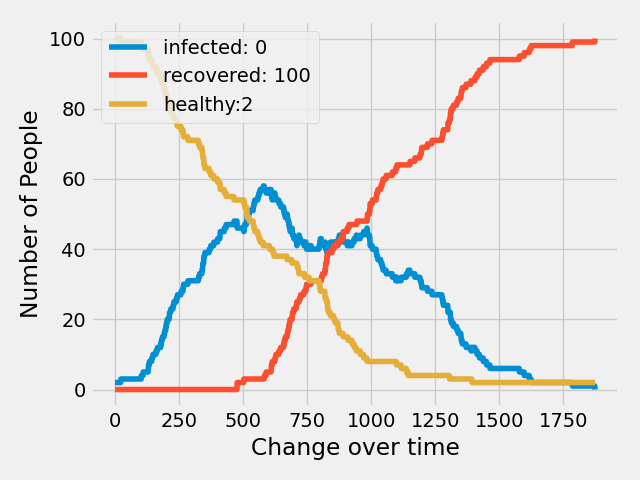 100
80
60
40
20
0
Number of People
infected: 0
recovered: 100
healthy:2
0 250 500 750 1000 1250 1500 1750
Change over time